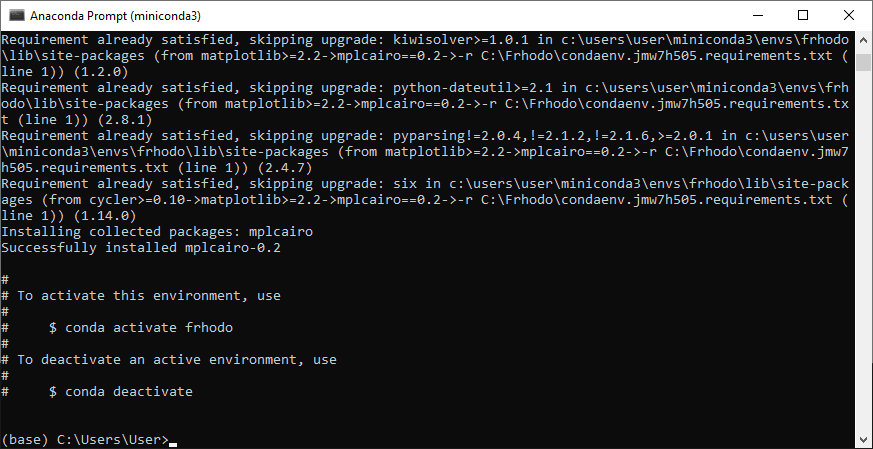 Anaconda Prompt (miniconda3)
Requirement already satisfied, skipping upgrade: kiwisolver>=1.0.1 in c:\users\user\miniconda3\envs\frhodo
\lib\site-packages (from matplotlib>=2.2->mplcairo==0.2->-r C:\Frhodo\condaenv.jmw7h505.requirements.txt (
line 1)) (1.2.0)
Requirement already satisfied, skipping upgrade: python-dateutil>=2.1 in c:\users\user\miniconda3\envs\frh
odo\lib\site-packages (from matplotlib>=2.2->mplcairo==0.2->-r C:\Frhodo\condaenv.jmw7h505.requirements.tx
t (line 1)) (2.8.1)
Requirement already satisfied, skipping upgrade: pyparsing!=2.0.4,!=2.1.2,!=2.1.6,>=2.0.1 in c:\users\user
\miniconda3\envs\frhodo\lib\site-packages (from matplotlib>=2.2->mplcairo==0.2->-r C:\Frhodo\condaenv.jmw7
h505.requirements.txt (line 1)) (2.4.7)
Requirement already satisfied, skipping upgrade: six in c:\users\user\miniconda3\envs\frhodo\lib\site-pack
ages (from cycler>=0.10->matplotlib>=2.2->mplcairo==0.2->-r C:\Frhodo\condaenv.jmw7h505.requirements.txt (
line 1)) (1.14.0)
Installing collected packages: mplcairo
Successfully installed mplcairo-0.2
#
# To activate this environment, use
#
#     $ conda activate frhodo
#
# To deactivate an active environment, use
#
#     $ conda deactivate
(base) C:\Users\User>